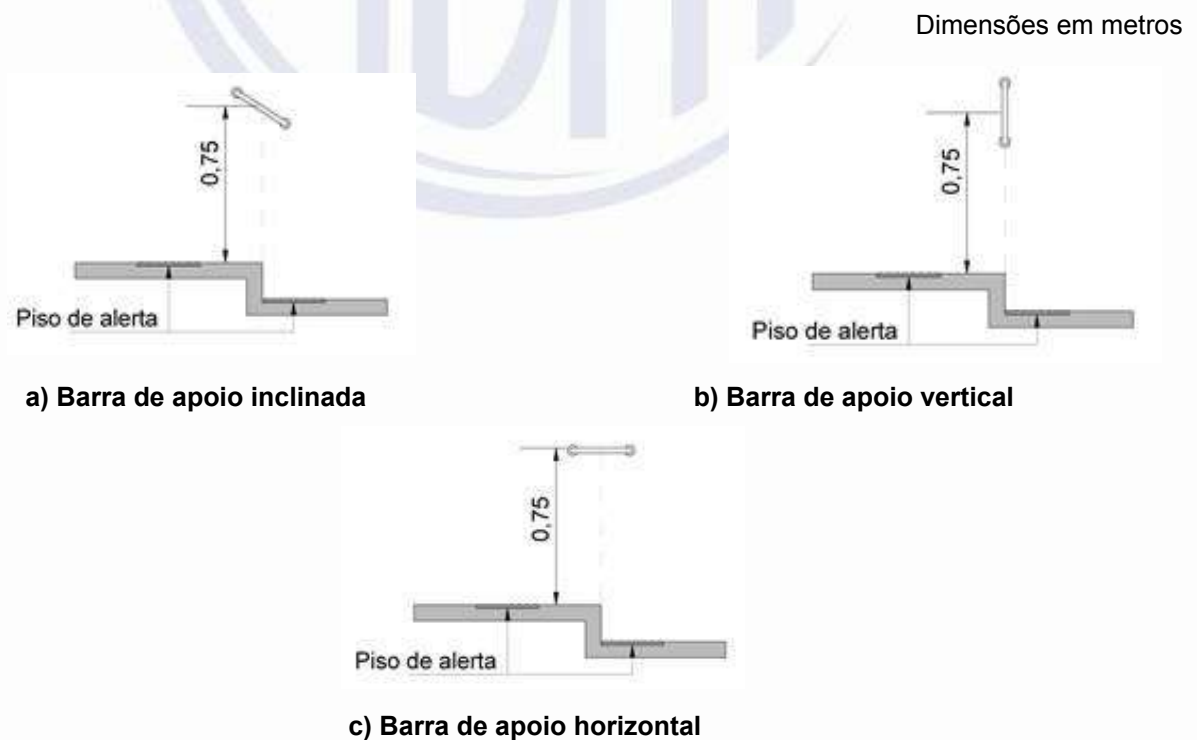 Dimensões em metros
0,75
Piso de alerta
a) Barra de apoio inclinada
0,75
Piso de alerta
b) Barra de apoio vertical
0,75
Piso de alerta
c) Barra de apoio horizontal